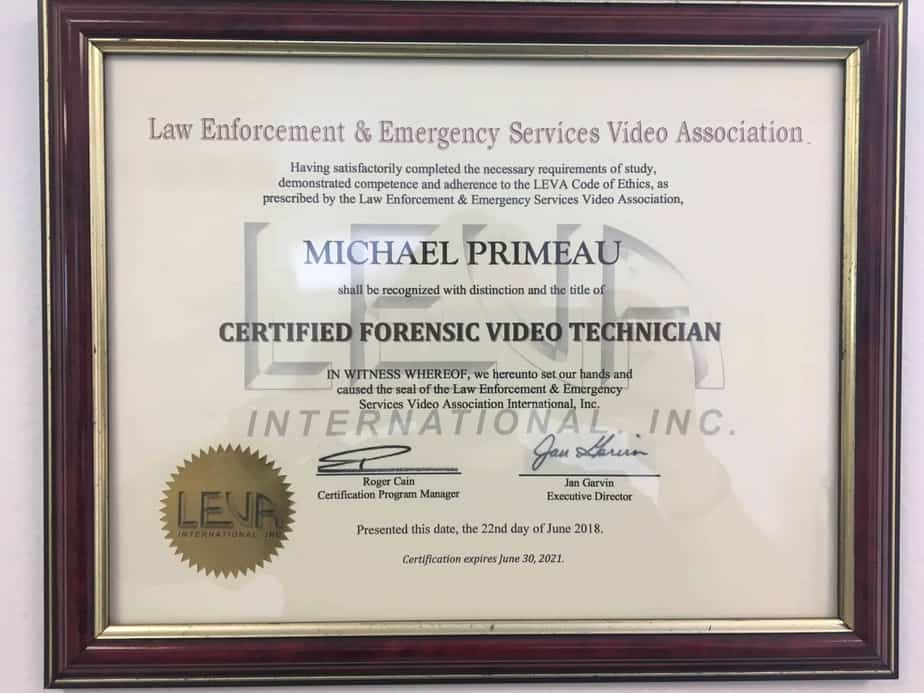 Law Enforcement & Emergency Services Video Association
Having satisfactorily completed the necessary requirements of study,
demonstrated competence and adherence to the LEVA Code of Ethics, as
prescribed by the Law Enforcement & Emergency Services Video Association,
LEVA
MICHAEL PRIMEAU
shall be recognized with distinction and the title of
CERTIFIED FORENSIC VIDEO TECHNICIAN
IN WITNESS WHEREOF, we hereunto set our hands and
caused the seal of the Law Enforcement & Emergency
Services Video Association International, Inc.
INTERNATIONAL, INC.
Jan Garvin
Roger Cain
Certification Program Manager
Jan Garvin
Executive Director
LEVA
INTERNATIONAL INC.
Presented this date, the 22nd day of June 2018.
Certification expires June 30, 2021.